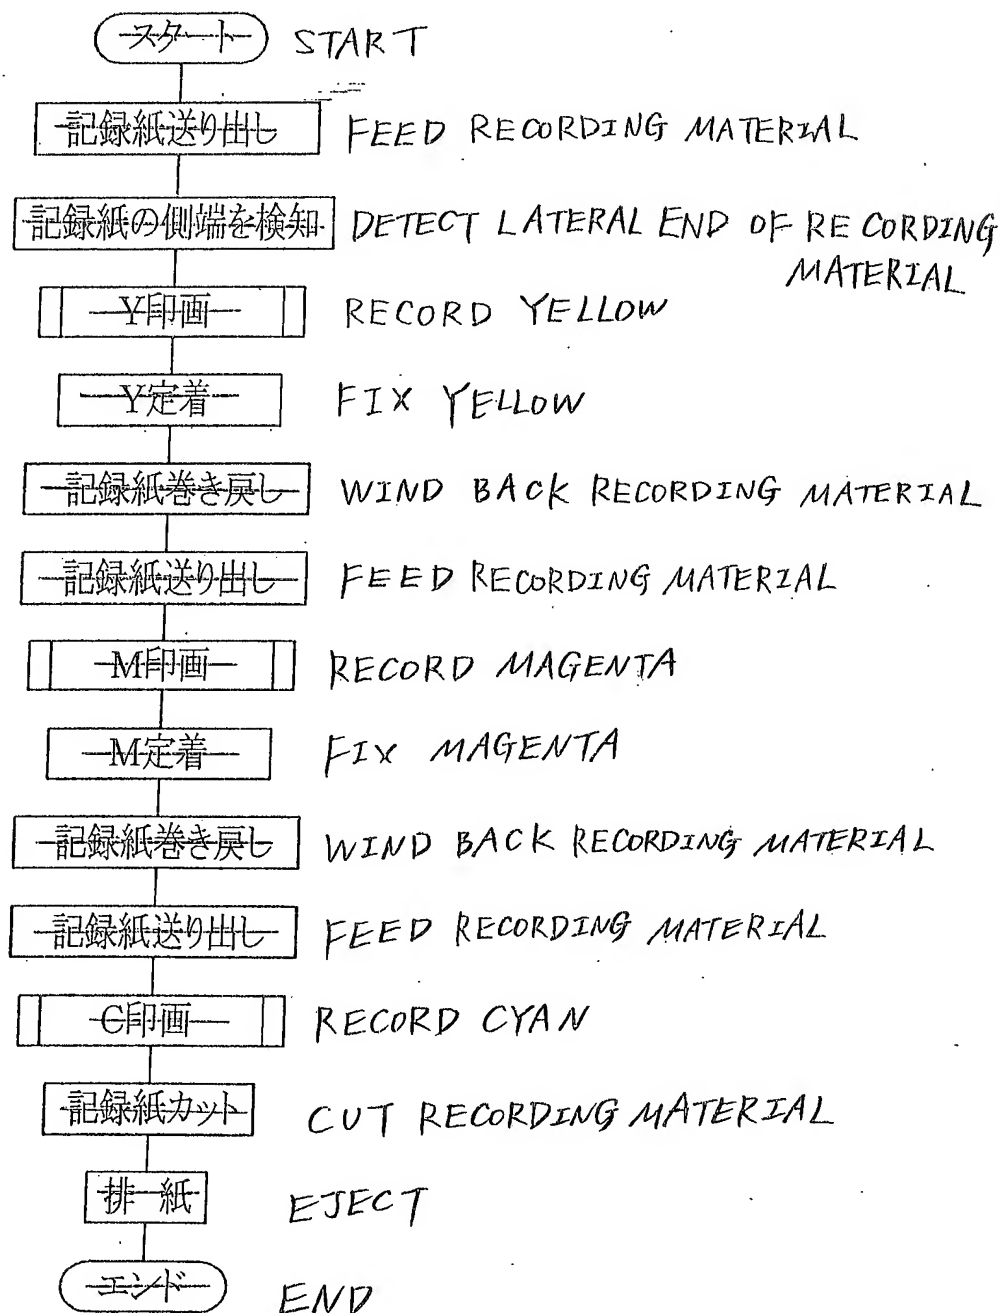 スタート START
記録紙送り出し FEED RECORDING MATERIAL
記録紙の側端を検知 DETECT LATERAL END OF RECORDING
MATERIAL
Y印画 RECORD YELLOW
Y定着 FIX YELLOW
記録紙巻き戻し WIND BACK RECORDING MATERIAL
記録紙送り出し FEED RECORDING MATERIAL
M印画 RECORD MAGENTA
M定着 FIX MAGENTA
記録紙巻き戻し WIND BACK RECORDING MATERIAL
記録紙送り出し FEED RECORDING MATERIAL
C印画 RECORD CYAN
記録紙カット CUT RECORDING MATERIAL
排紙 EJECT
エンド END